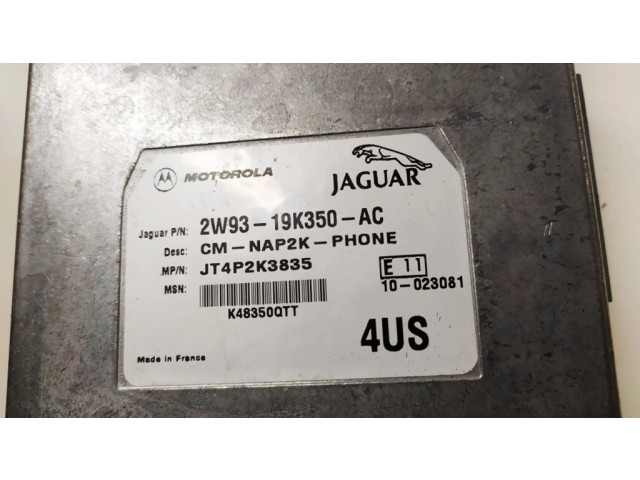 MOTOROLA
JAGUAR
Jaguar P/N: 2W93-19K350-AC
Desc: CM-NAP2K-PHONE
MP/N: JT4P2K3835
E 11
MSN:
10-023081
K48350QTT
4US
Made in France